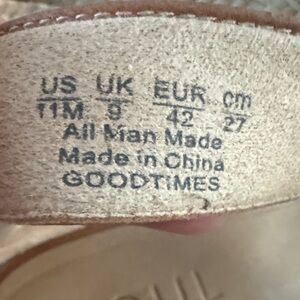 US UK EUR cm
11M 9 42 27
All Man Made
Made in China
GOODTIMES